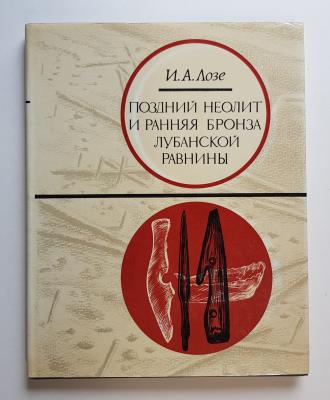 И. А. Лозе
ПОЗДНИЙ НЕОЛИТ
И РАННЯЯ БРОНЗА
ЛУБАНСКОЙ
РАВНИНЫ